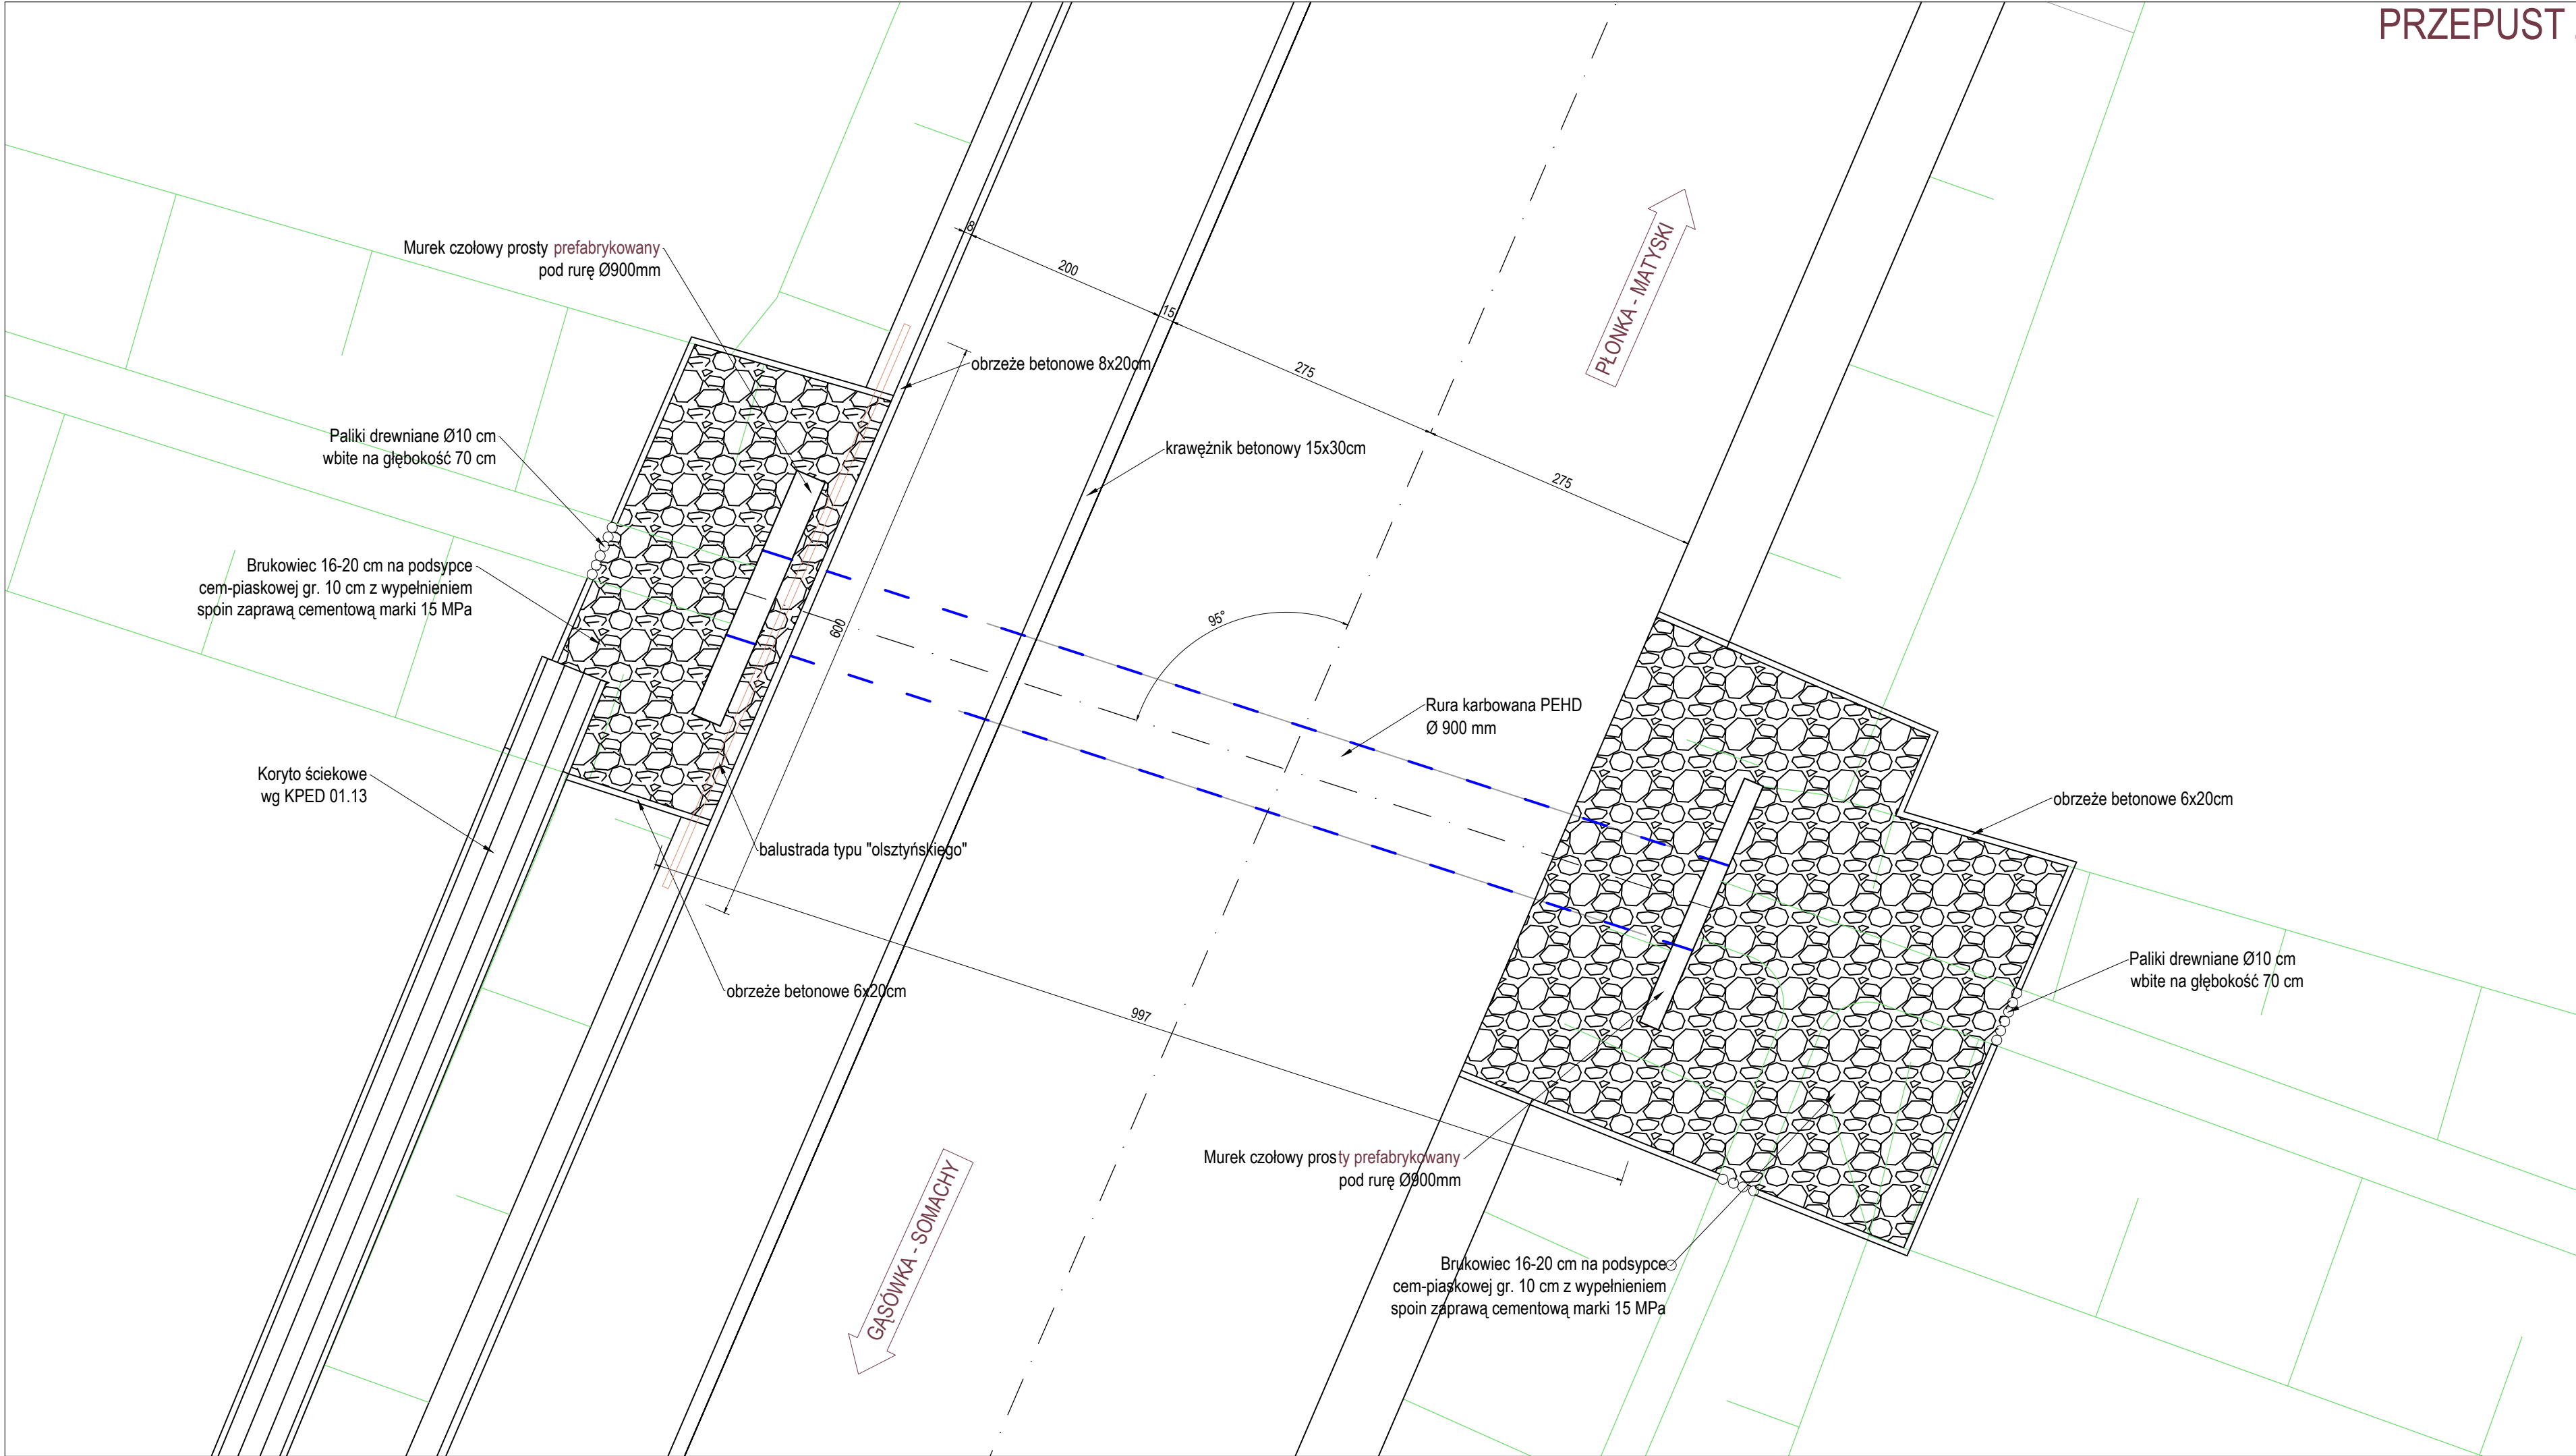 PRZEPUST
Murek czołowy prosty prefabrykowany
pod rurę Ø900mm
8
200
15
275
275
PŁONKA - MATYSKI
obrzeże betonowe 8x20cm
krawężnik betonowy 15x30cm
Paliki drewniane Ø10 cm
wbite na głębokość 70 cm
Brukowiec 16-20 cm na podsypce
cem-piaskowej gr. 10 cm z wypełnieniem
spoin zaprawą cementową marki 15 MPa
600
95°
Rura karbowana PEHD
Ø 900 mm
Koryto ściekowe
wg KPED 01.13
balustrada typu "olsztyńskiego"
obrzeże betonowe 6x20cm
obrzeże betonowe 6x20cm
997
Paliki drewniane Ø10 cm
wbite na głębokość 70 cm
Murek czołowy prosty prefabrykowany
pod rurę Ø900mm
GĄSÓWKA - SOMACHY
Brukowiec 16-20 cm na podsypce
cem-piaskowej gr. 10 cm z wypełnieniem
spoin zaprawą cementową marki 15 MPa